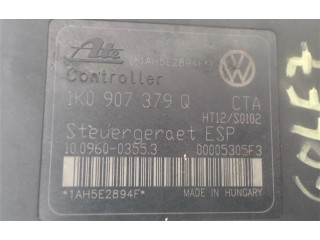 Ate
*1AH5E2894F*
Controller
1K0 907 379 Q CTA
HT12/S0102
Steuergeraet ESP
10.0960-0355.3 00005305F3
*1AH5E2894F*
MADE IN HUNGARY